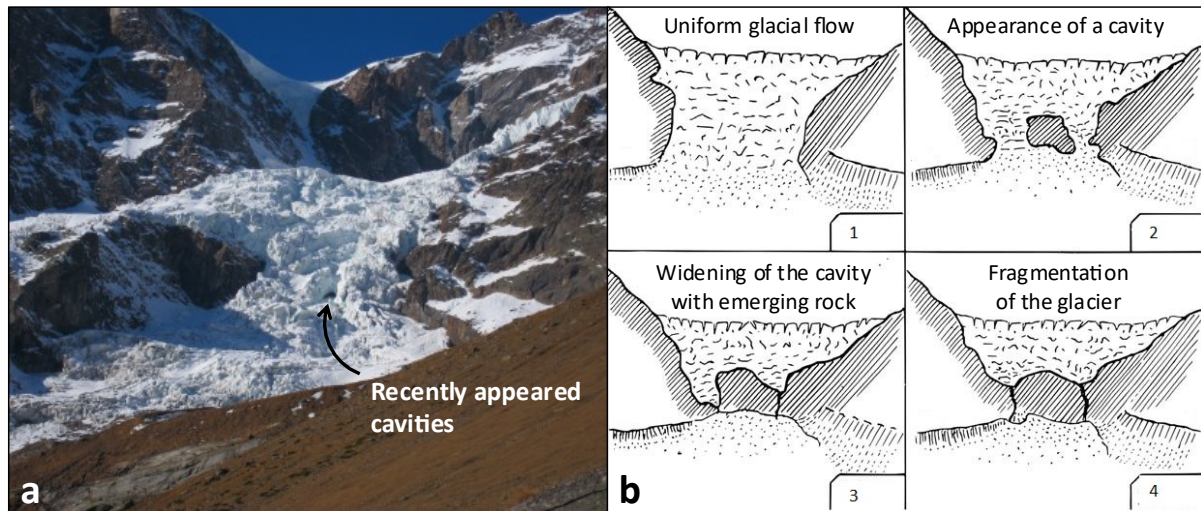 Recently appeared
cavities
a
Uniform glacial flow
1
Appearance of a cavity
2
Widening of the cavity
with emerging rock
3
Fragmentation
of the glacier
4
b